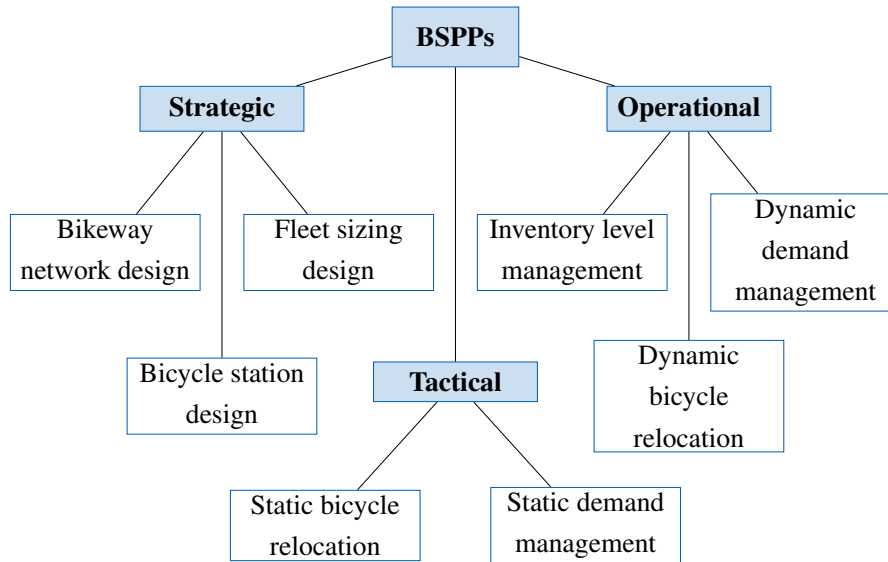 BSPPs
Strategic
Operational
Bikeway
network design
Fleet sizing
design
Inventory level
management
Dynamic
demand
management
Bicycle station
design
Tactical
Dynamic
bicycle
relocation
Static bicycle
relocation
Static demand
management